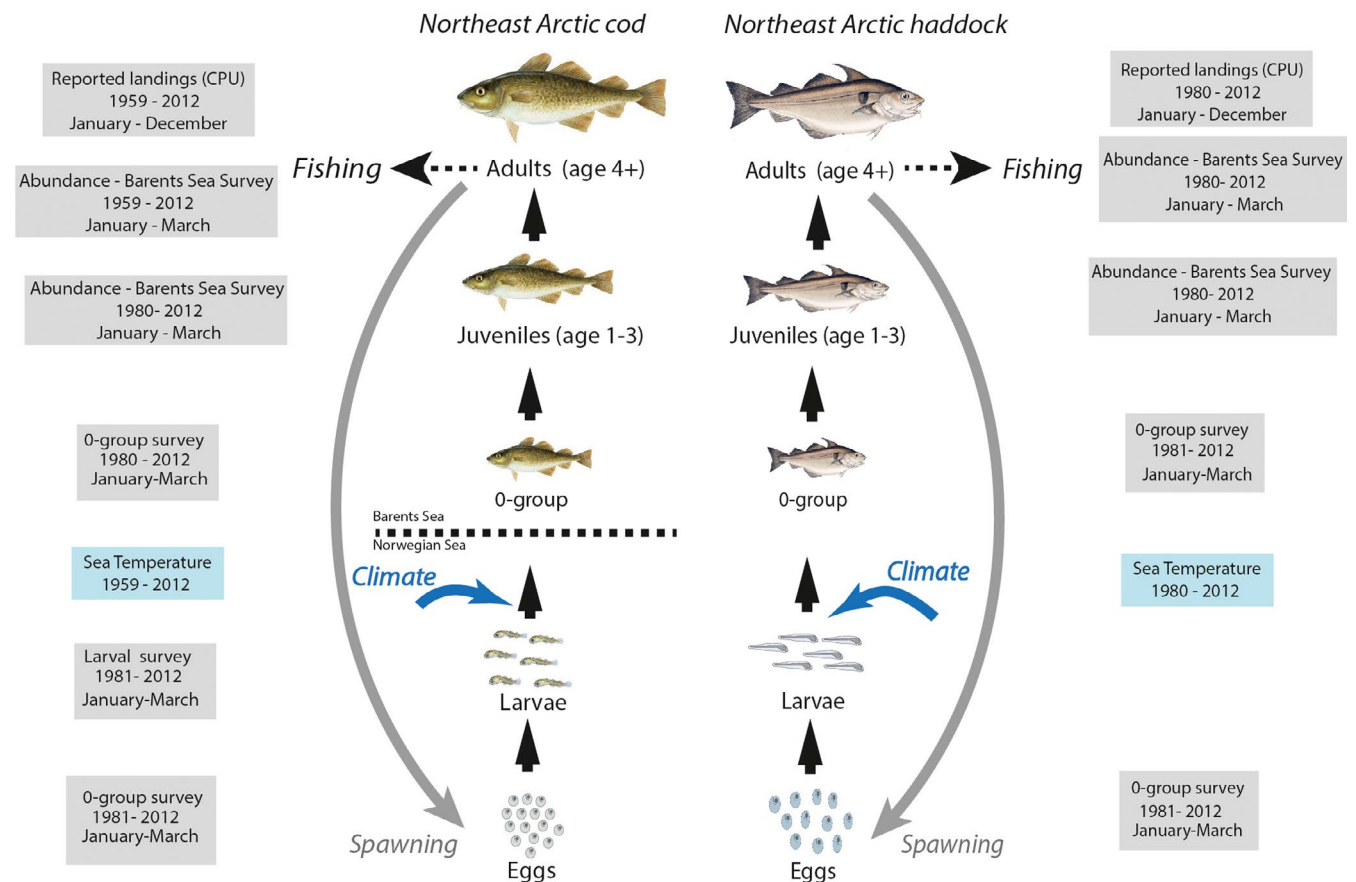 Northeast Arctic cod
Northeast Arctic haddock
Reported landings (CPU)
1959 - 2012
January - December
Reported landings (CPU)
1980 - 2012
January - December
Fishing
Adults (age 4+)
Adults (age 4+)
Fishing
Abundance - Barents Sea Survey
1959 - 2012
January - March
Abundance - Barents Sea Survey
1980- 2012
January - March
Abundance - Barents Sea Survey
1980- 2012
January - March
Juveniles (age 1-3)
Juveniles (age 1-3)
Abundance - Barents Sea Survey
1980- 2012
January - March
0-group survey
1980 - 2012
January-March
0-group
0-group
0-group survey
1981- 2012
January-March
Barents Sea
Norwegian Sea
Sea Temperature
1959 - 2012
Climate
Climate
Sea Temperature
1980 - 2012
Larval survey
1981- 2012
January-March
Larvae
Larvae
0-group survey
1981- 2012
January-March
Spawning
Eggs
Eggs
Spawning
0-group survey
1981- 2012
January-March